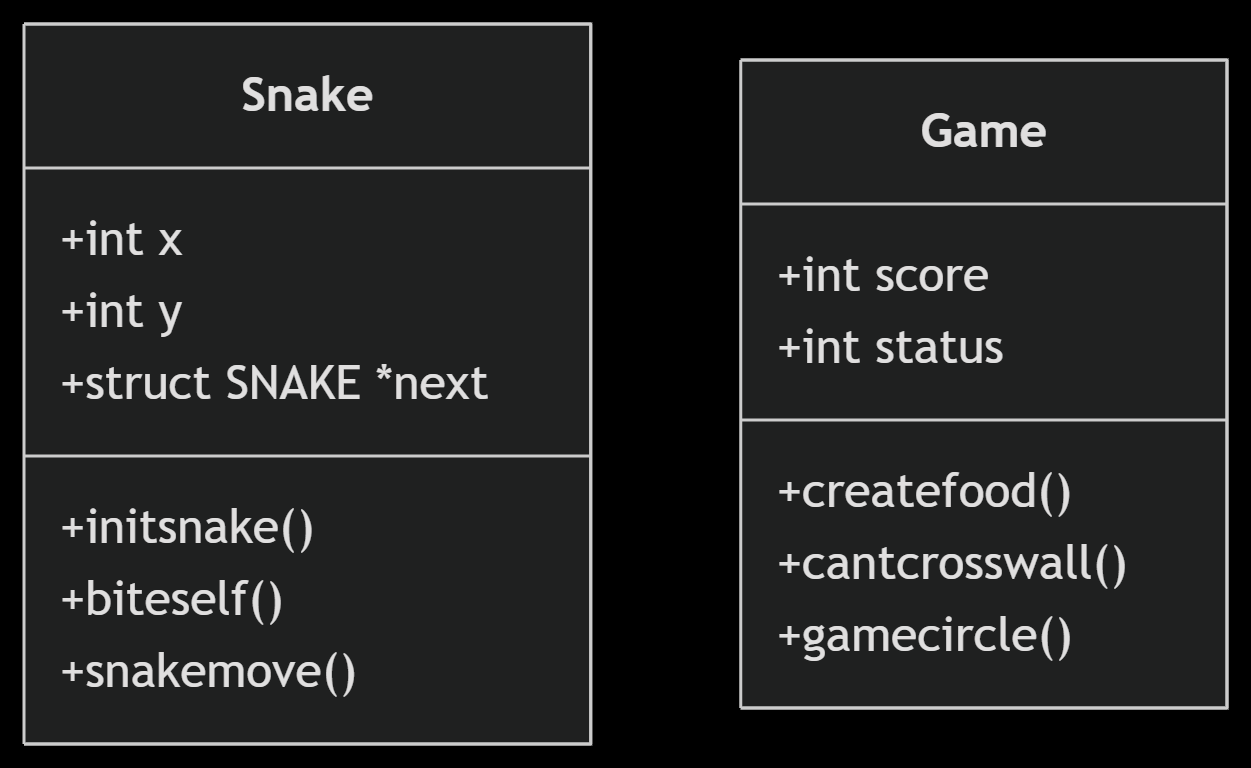 Snake
+int x
+int y
+struct SNAKE *next
+initsnake()
+biteself()
+snakemove()
Game
+int score
+int status
+createfood()
+cantcrosswall()
+gamecircle()